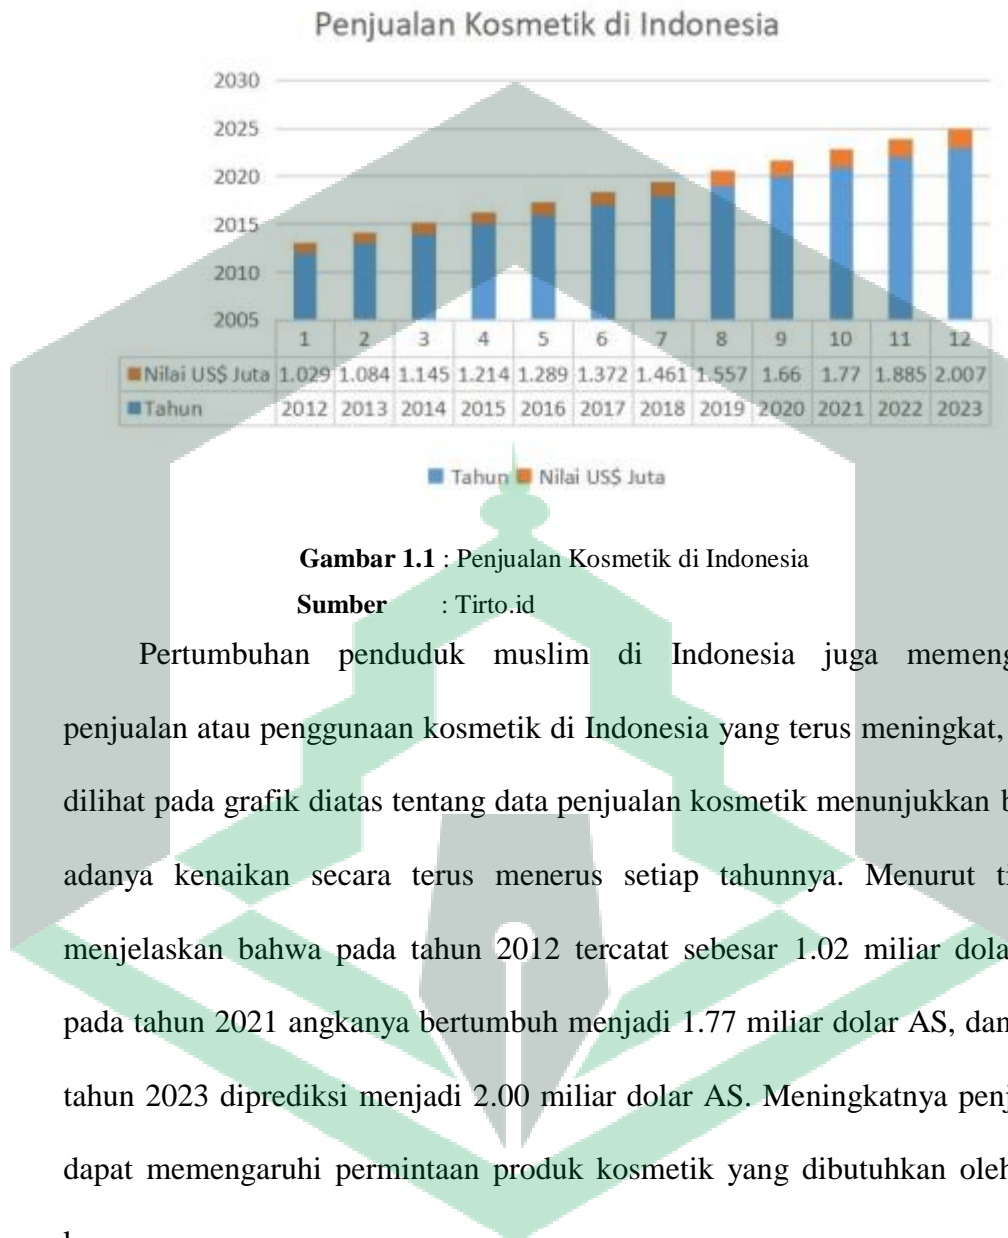 Penjualan Kosmetik di Indonesia
2030
2025
2020
2015
2010
2005
1 2 3 4 5 6 7 8 9 10 11 12
Nilai US$ Juta 1.029 1.084 1.145 1.214 1.289 1.372 1.461 1.557 1.66 1.77 1.885 2.007
Tahun 2012 2013 2014 2015 2016 2017 2018 2019 2020 2021 2022 2023
Tahun Nilai US$ Juta
Gambar 1.1 : Penjualan Kosmetik di Indonesia
Sumber : Tirto.id
Pertumbuhan penduduk muslim di Indonesia juga
penjualan atau penggunaan kosmetik di Indonesia yang terus meningkat,
dilihat pada grafik diatas tentang data penjualan kosmetik menunjukkan
adanya kenaikan secara terus menerus setiap tahunnya. Menurut
menjelaskan bahwa pada tahun 2012 tercatat sebesar 1.02 miliar
pada tahun 2021 angkanya bertumbuh menjadi 1.77 miliar dolar AS, dan
tahun 2023 diprediksi menjadi 2.00 miliar dolar AS. Meningkatnya
dapat memengaruhi permintaan produk kosmetik yang dibutuhkan oleh